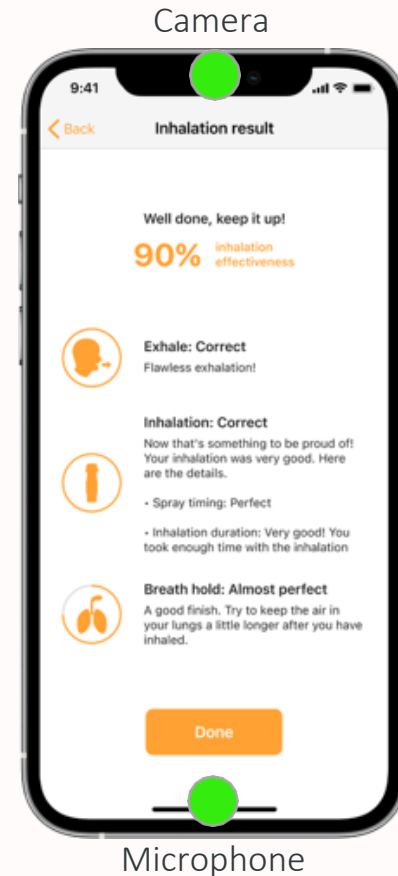 Camera
9:41
Back
Inhalation result
Well done, keep it up!
90% inhalation
effectiveness
Exhale: Correct
Flawless exhalation!
Inhalation: Correct
Now that's something to be proud of!
Your inhalation was very good. Here
are the details.
• Spray timing: Perfect
• Inhalation duration: Very good! You
took enough time with the inhalation
Breath hold: Almost perfect
A good finish. Try to keep the air in
your lungs a little longer after you have
inhaled.
Done
Microphone